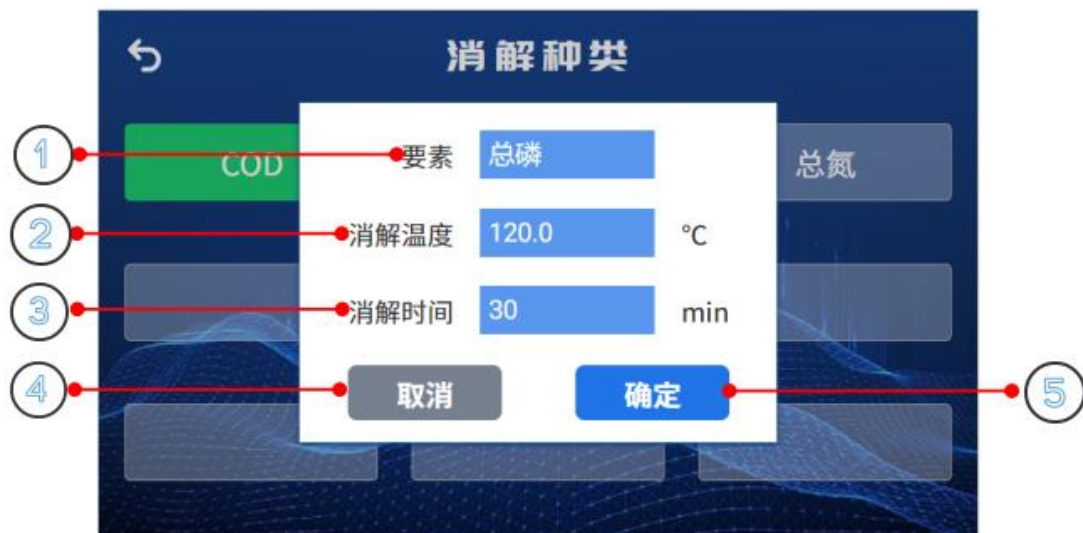 消解种类
① COD 要素 总磷 总氮
② 消解温度 120.0 ℃
③ 消解时间 30 min
④ 取消 确定 ⑤